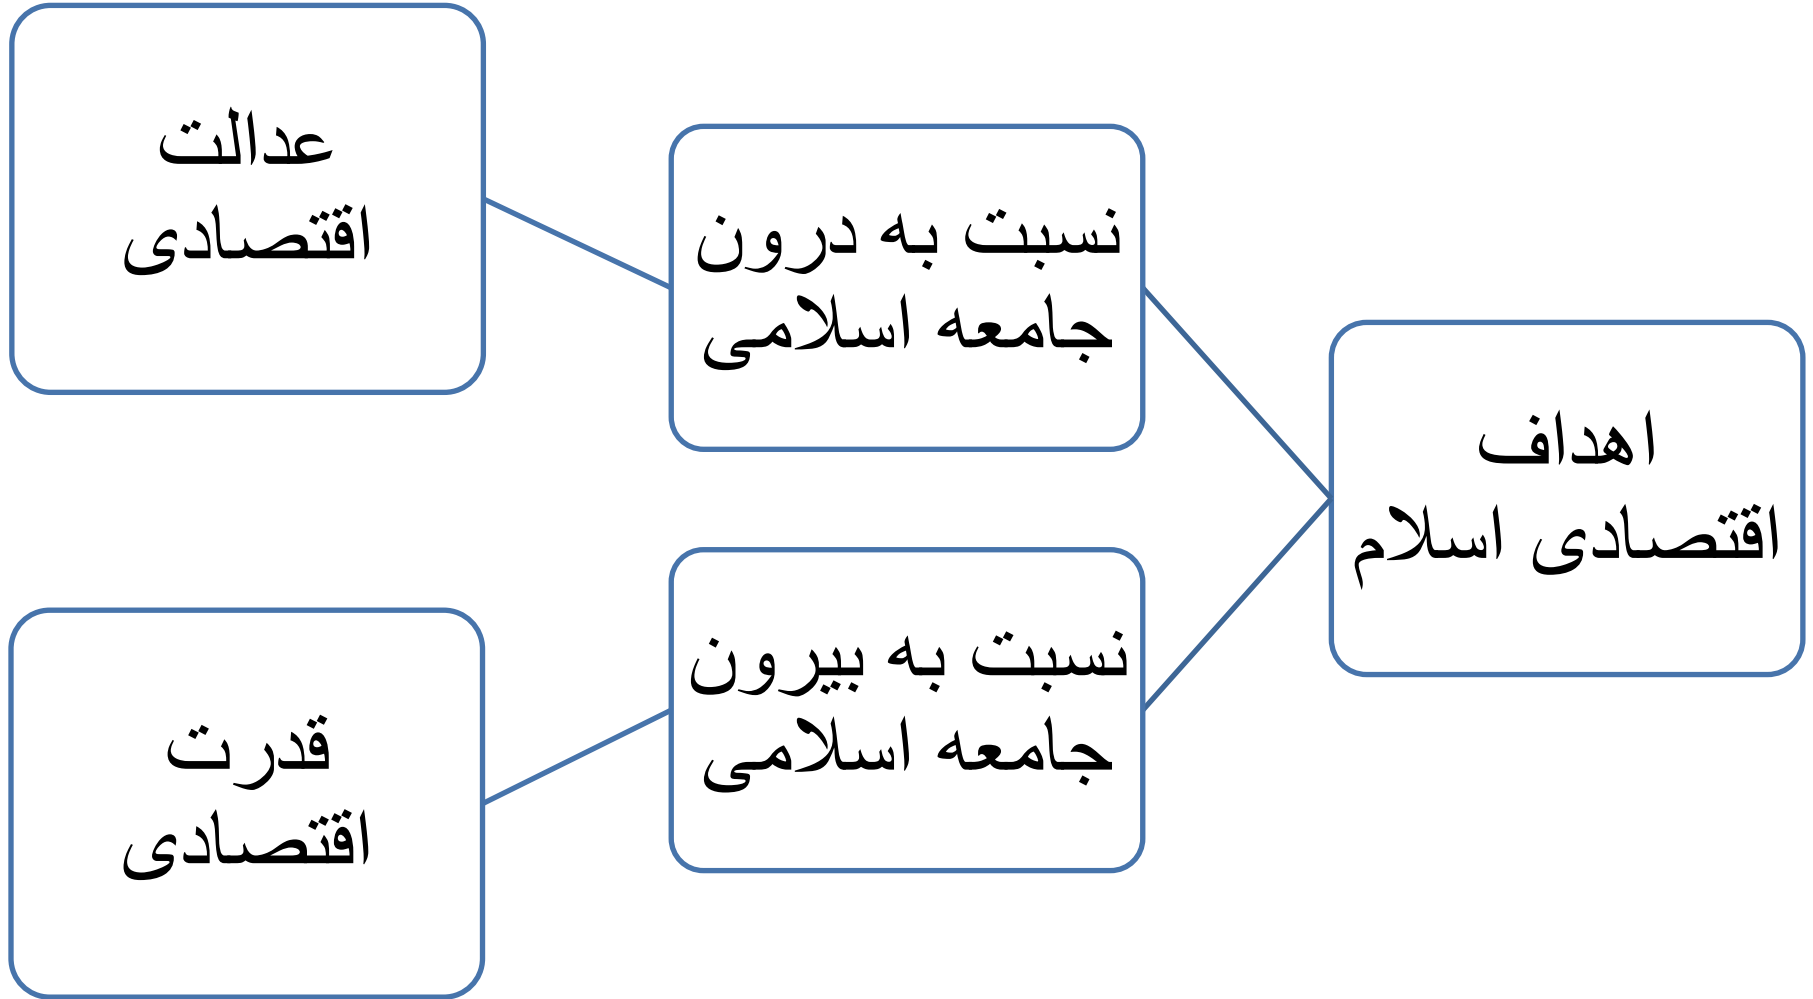 اهداف
اقتصادی اسلام
نسبت به درون
جامعه اسلامی
عدالت
اقتصادی
نسبت به بیرون
جامعه اسلامی
قدرت
اقتصادی